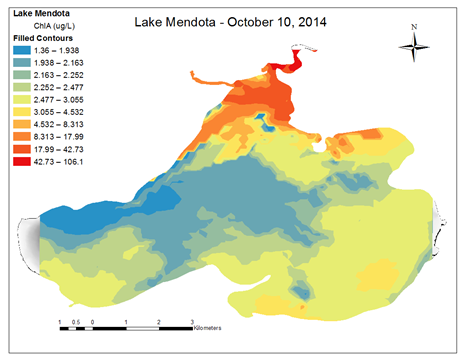 Lake Mendota - October 10, 2014
Lake Mendota
ChlA (ug/L)
Filled Contours
1.36 – 1.938
1.938 – 2.163
2.163 – 2.252
2.252 – 2.477
2.477 – 3.055
3.055 – 4.532
4.532 – 8.313
8.313 – 17.99
17.99 – 42.73
42.73 – 106.1
N
1 0.5 0 1 2 3
Kilometers